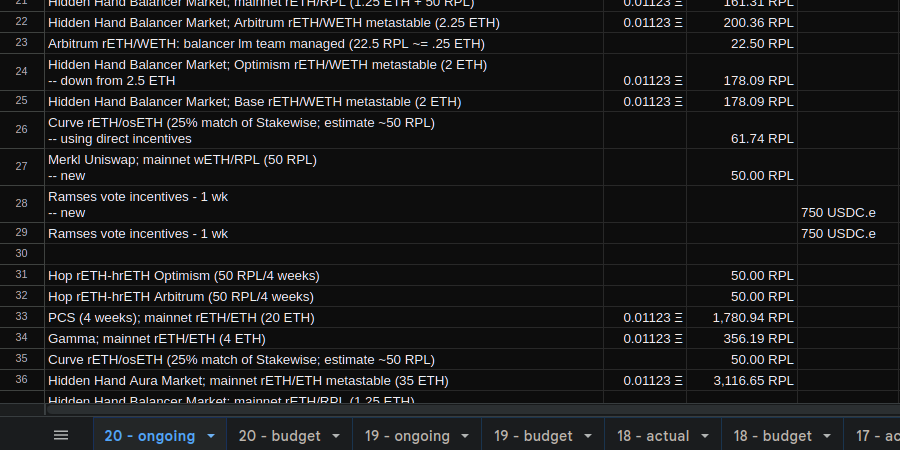 21 Hidden Hand Balancer Market; mainnet rETH/RPL (1.25 ETH + 50 RPL) 0.01123 Ξ 161.31 RPL
22 Hidden Hand Balancer Market; Arbitrum rETH/WETH metastable (2.25 ETH) 0.01123 Ξ 200.36 RPL
23 Arbitrum rETH/WETH: balancer lm team managed (22.5 RPL ~= .25 ETH) 22.50 RPL
24 Hidden Hand Balancer Market; Optimism rETH/WETH metastable (2 ETH)
-- down from 2.5 ETH 0.01123 Ξ 178.09 RPL
25 Hidden Hand Balancer Market; Base rETH/WETH metastable (2 ETH) 0.01123 Ξ 178.09 RPL
26 Curve rETH/osETH (25% match of Stakewise; estimate ~50 RPL)
-- using direct incentives 61.74 RPL
27 Merkl Uniswap; mainnet wETH/RPL (50 RPL)
-- new 50.00 RPL
28 Ramses vote incentives - 1 wk
-- new 750 USDC.e
29 Ramses vote incentives - 1 wk 750 USDC.e
30
31 Hop rETH-hrETH Optimism (50 RPL/4 weeks) 50.00 RPL
32 Hop rETH-hrETH Arbitrum (50 RPL/4 weeks) 50.00 RPL
33 PCS (4 weeks); mainnet rETH/ETH (20 ETH) 0.01123 Ξ 1,780.94 RPL
34 Gamma; mainnet rETH/ETH (4 ETH) 0.01123 Ξ 356.19 RPL
35 Curve rETH/osETH (25% match of Stakewise; estimate ~50 RPL) 50.00 RPL
36 Hidden Hand Aura Market; mainnet rETH/ETH metastable (35 ETH) 0.01123 Ξ 3,116.65 RPL
Hidden Hand Balancer Market; mainnet rETH/RPL (1.25 ETH)
20 - ongoing 20 - budget 19 - ongoing 19 - budget 18 - actual 18 - budget 17 - ac